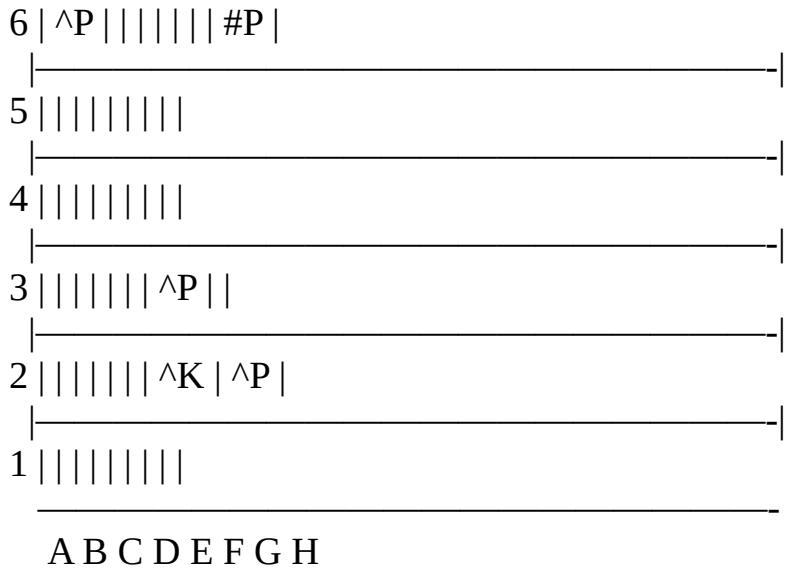 6 | ^P | | | | | | | #P |
|———————————————————-|
5 | | | | | | | | |
|———————————————————-|
4 | | | | | | | | |
|———————————————————-|
3 | | | | | | | ^P | |
|———————————————————-|
2 | | | | | | | ^K | ^P |
|———————————————————-|
1 | | | | | | | | |
———————————————————-
A B C D E F G H